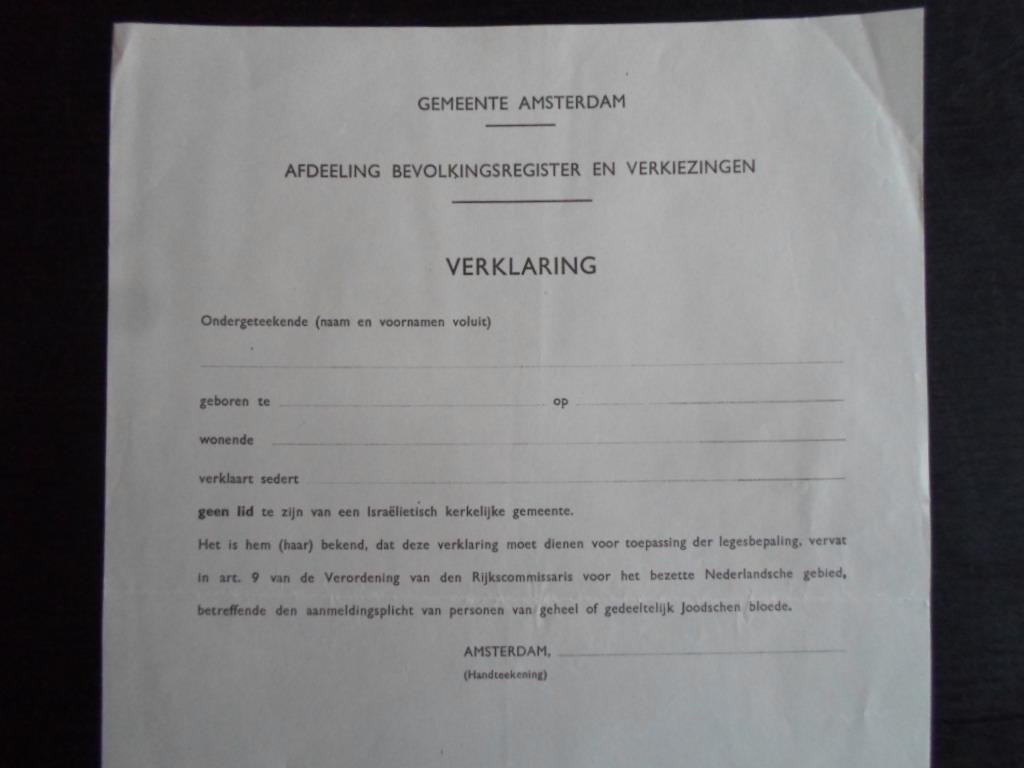 GEMEENTE AMSTERDAM
AFDEELING BEVOLKINGSREGISTER EN VERKIEZINGEN
VERKLARING
Ondergeteekende (naam en voornamen voluit)
geboren te op
wonende
verklaart sedert
geen lid te zijn van een Israëlietisch kerkelijke gemeente.
Het is hem (haar) bekend, dat deze verklaring moet dienen voor toepassing der legesbepaling, vervat
in art. 9 van de Verordening van den Rijkscommissaris voor het bezette Nederlandsche gebied,
betreffende den aanmeldingsplicht van personen van geheel of gedeeltelijk Joodschen bloede.
AMSTERDAM,
(Handteekening)